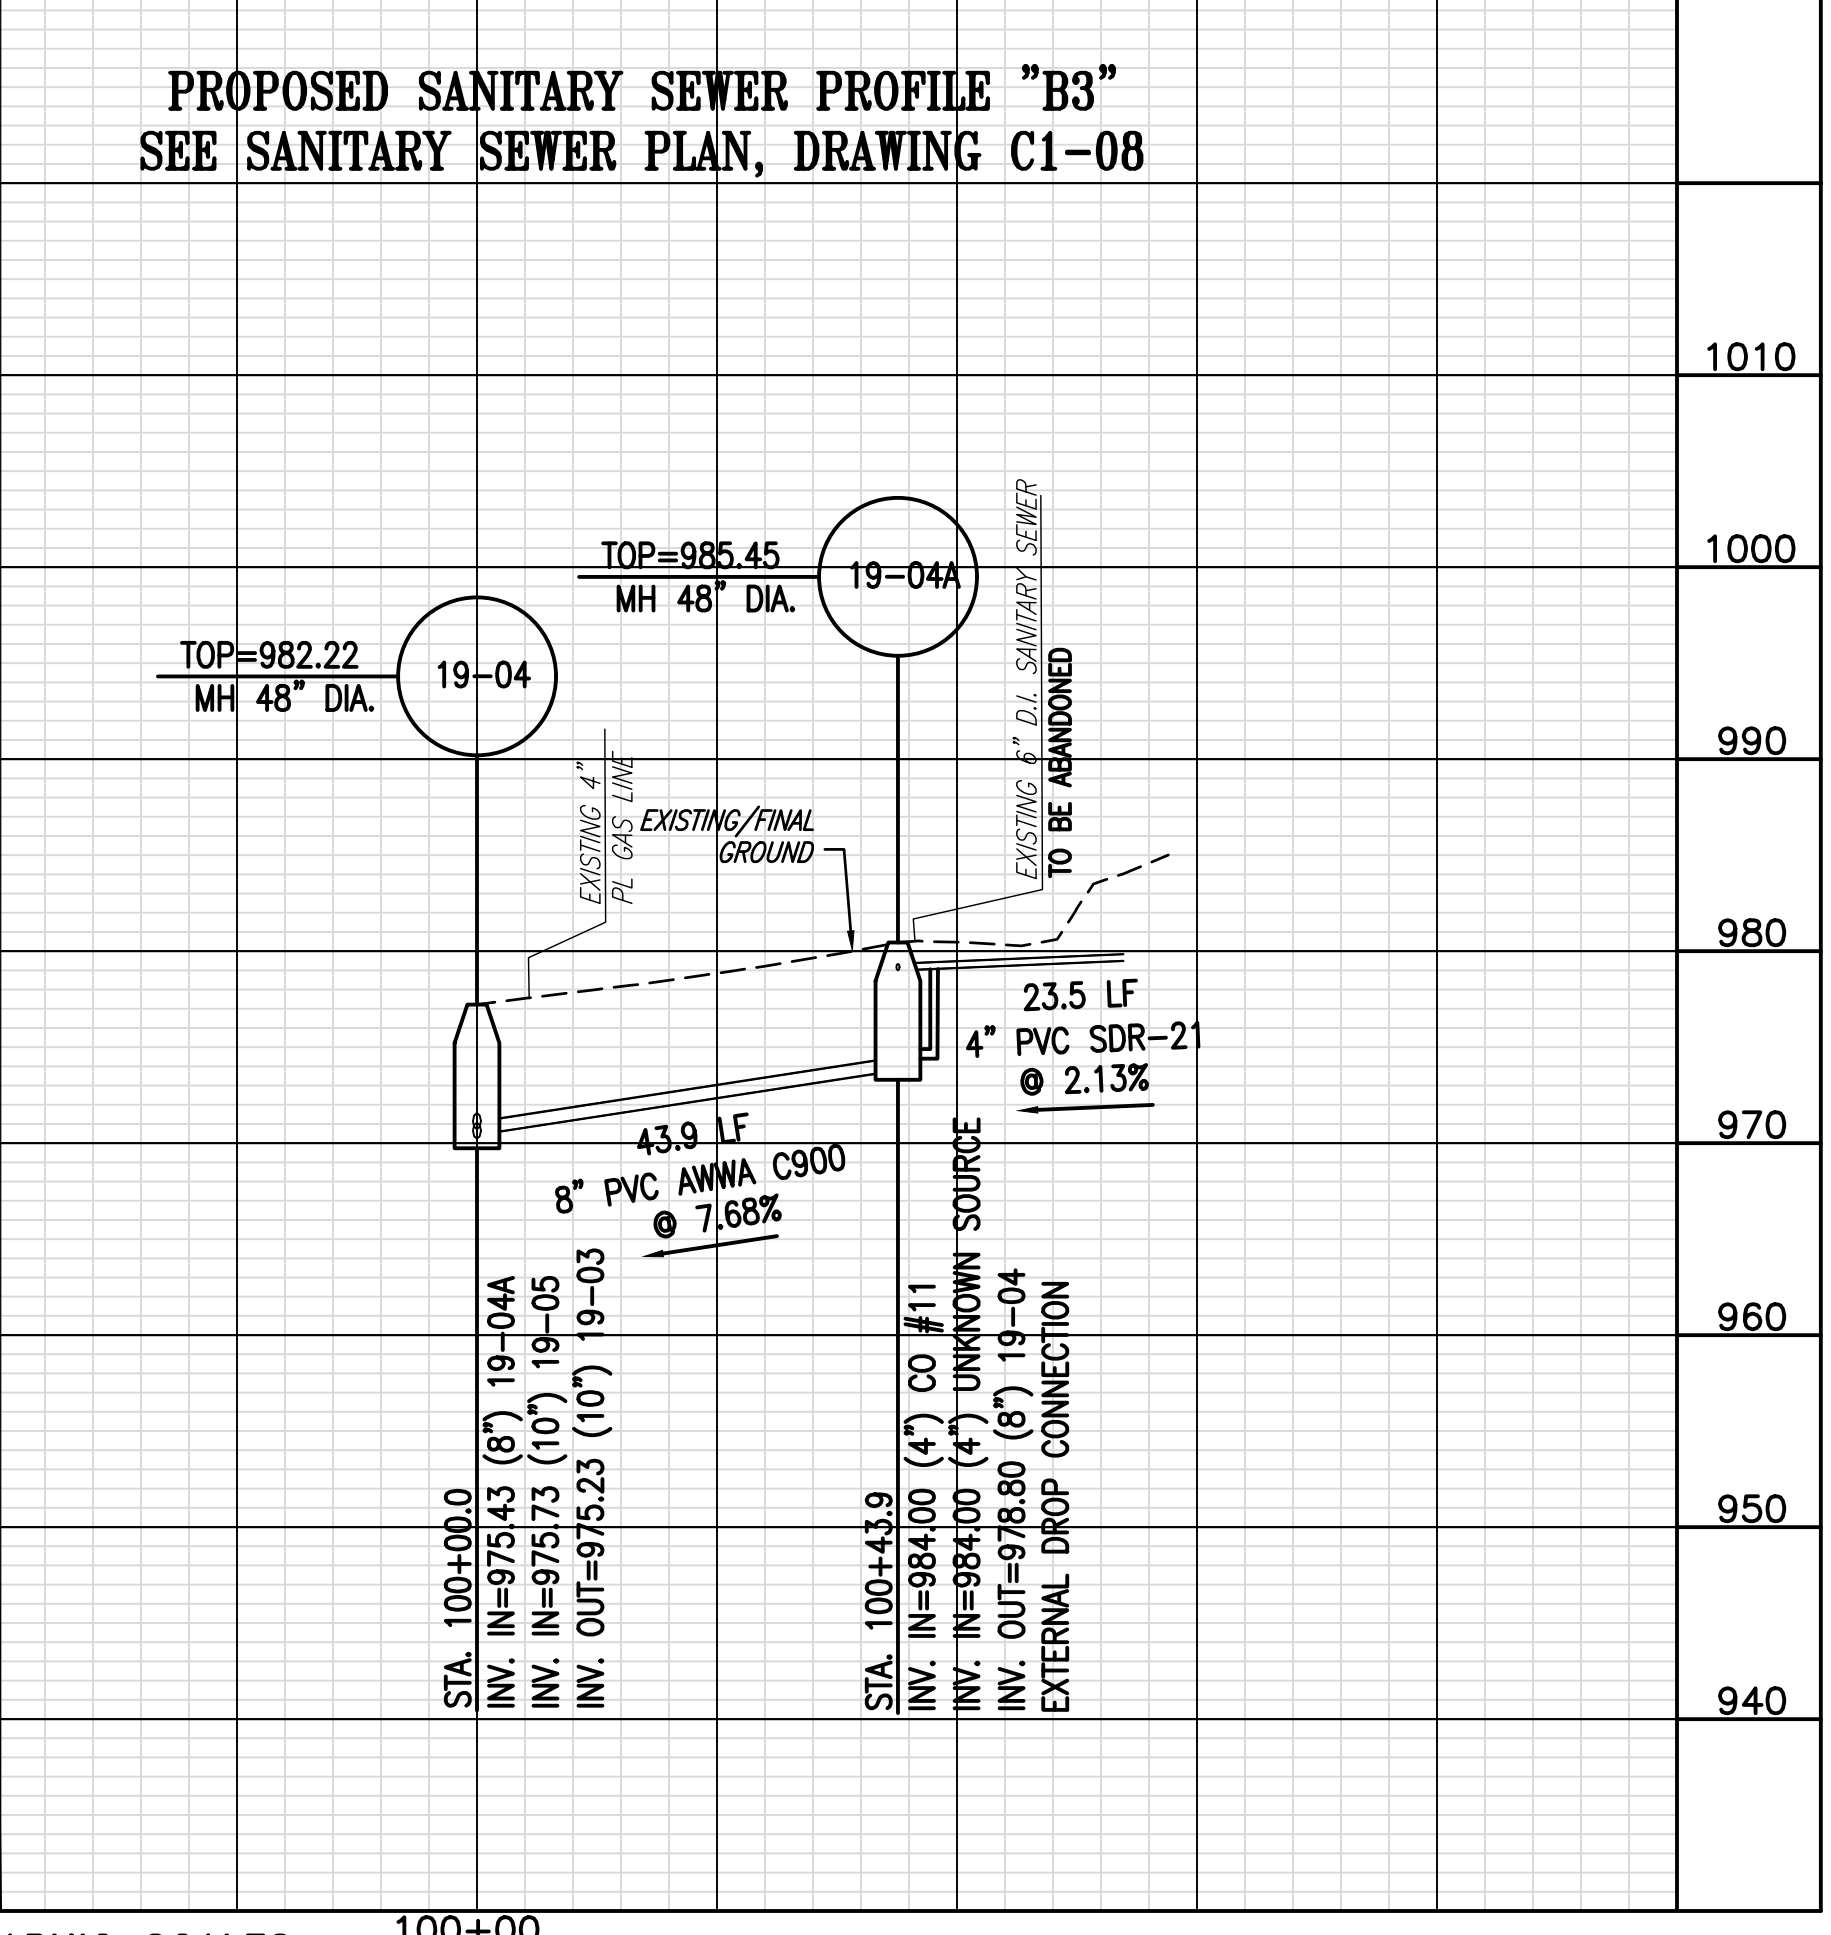 PROPOSED SANITARY SEWER PROFILE "B3"
SEE SANITARY SEWER PLAN, DRAWING C1-08
1010
1000
990
980
970
960
950
940
TOP=985.45
MH 48" DIA.
19-04A
TOP=982.22
MH 48" DIA.
19-04
EXISTING 4"
PL GAS LINE
EXISTING/FINAL
GROUND
EXISTING 6" D.I. SANITARY SEWER
TO BE ABANDONED
23.5 LF
4" PVC SDR-21
@ 2.13%
43.9 LF
8" PVC AWWA C900
@ 7.68%
STA. 100+00.0
INV. IN=975.43 (8") 19-04A
INV. IN=975.73 (10") 19-05
INV. OUT=975.23 (10") 19-03
STA. 100+43.9
INV. IN=984.00 (4") CO #11
INV. IN=984.00 (4") UNKNOWN SOURCE
INV. OUT=978.80 (8") 19-04
EXTERNAL DROP CONNECTION
100+00